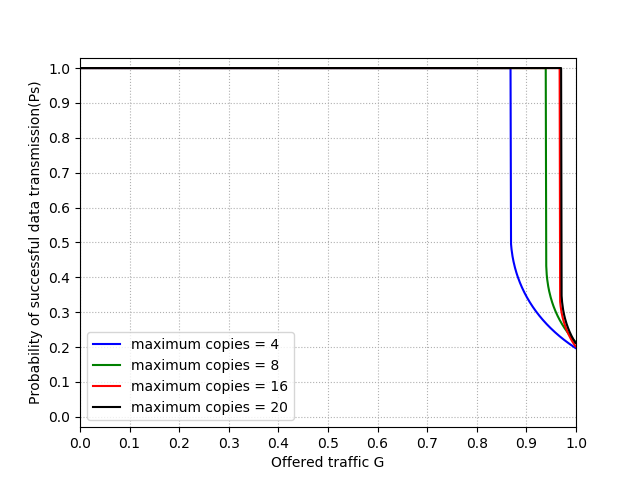 Probability of successful data transmission(Ps)
1.0
0.9
0.8
0.7
0.6
0.5
0.4
0.3
0.2
0.1
0.0
maximum copies = 4
maximum copies = 8
maximum copies = 16
maximum copies = 20
0.0 0.1 0.2 0.3 0.4 0.5 0.6 0.7 0.8 0.9 1.0
Offered traffic G